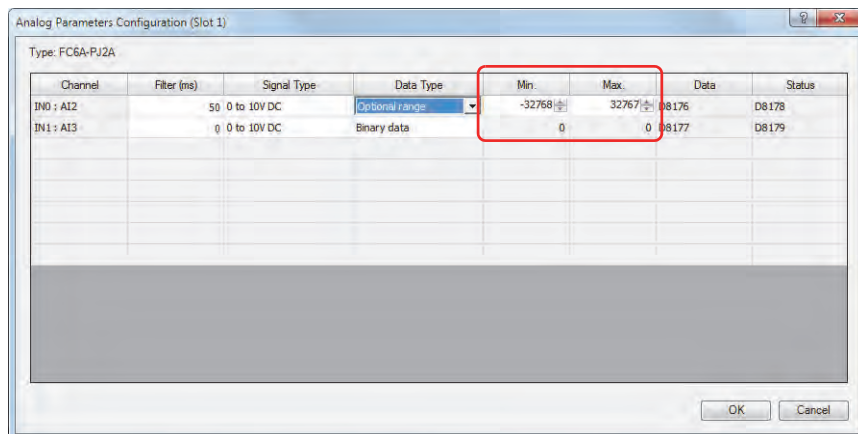 Analog Parameters Configuration (Slot 1)
Type: FC6A-PJ2A
Channel Filter (ms) Signal Type Data Type Min. Max. Data Status
IN0 : AI2 50 0 to 10V DC Optional range -32768 32767 D8176 D8178
IN1 : AI3 0 0 to 10V DC Binary data 0 0 D8177 D8179
OK Cancel